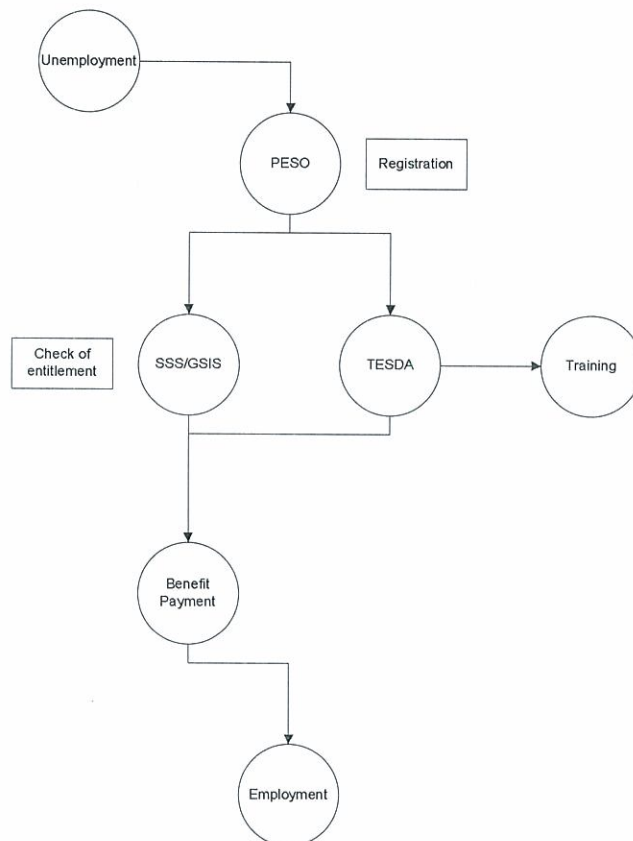 Unemployment
PESO
Registration
Check of
entitlement
SSS/GSIS
TESDA
Training
Benefit
Payment
Employment